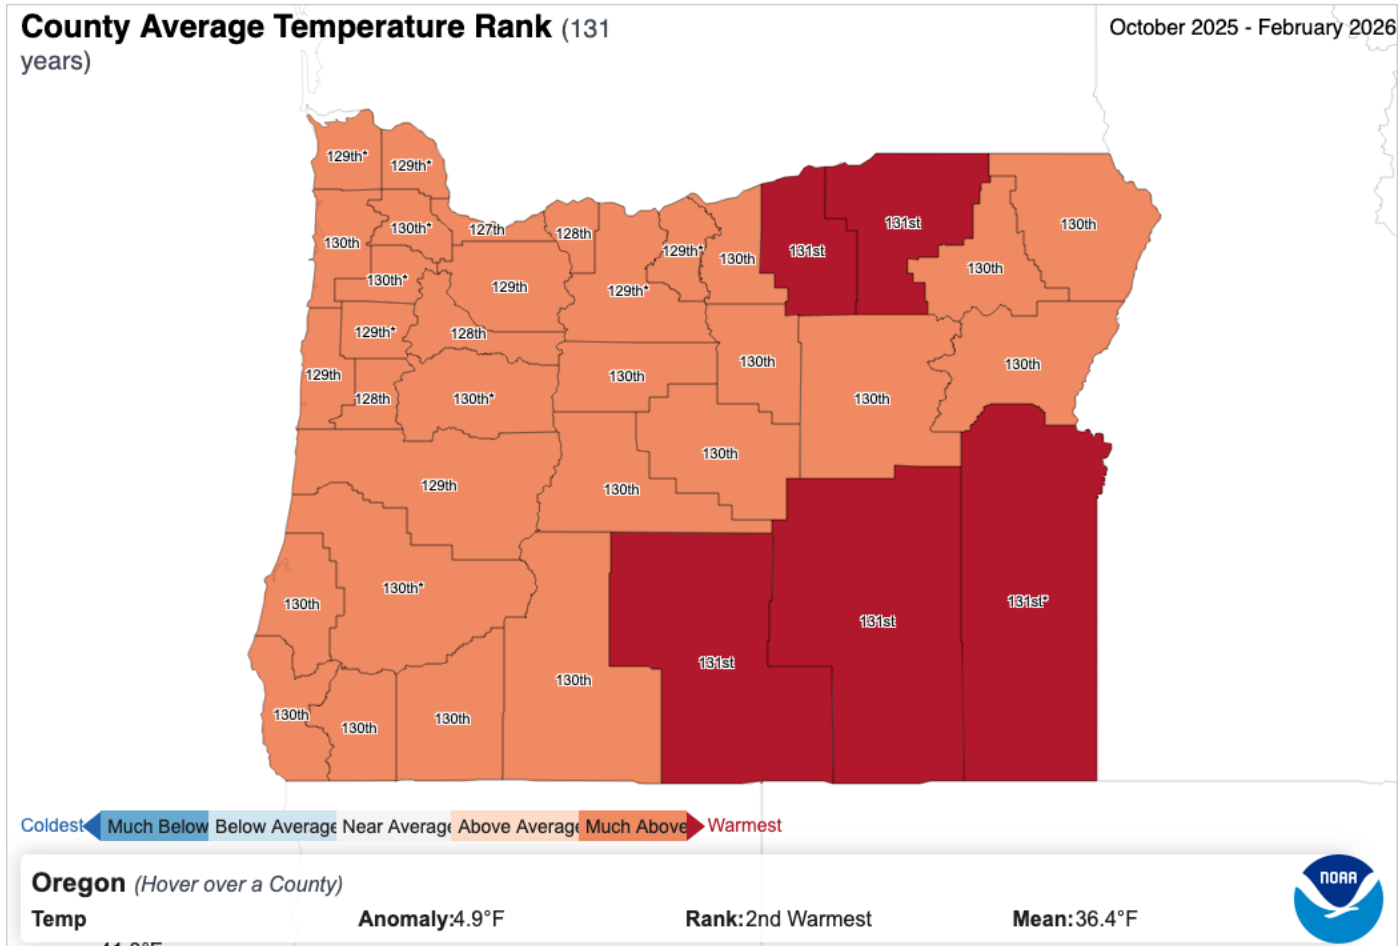 County Average Temperature Rank (131
years)
October 2025 - February 2026
129th*
129th*
130th
130th*
127th
128th
129th*
130th
131st
131st
130th
130th
130th*
129th
129th*
129th*
128th
130th
130th
130th
129th
128th
130th*
130th
130th
129th
130th
130th
130th*
131st
131st
131st*
130th
130th
130th
130th
130th
Coldest Much Below Below Average Near Average Above Average Much Above Warmest
Oregon (Hover over a County)
NOAA
Temp Anomaly:4.9°F Rank:2nd Warmest Mean:36.4°F